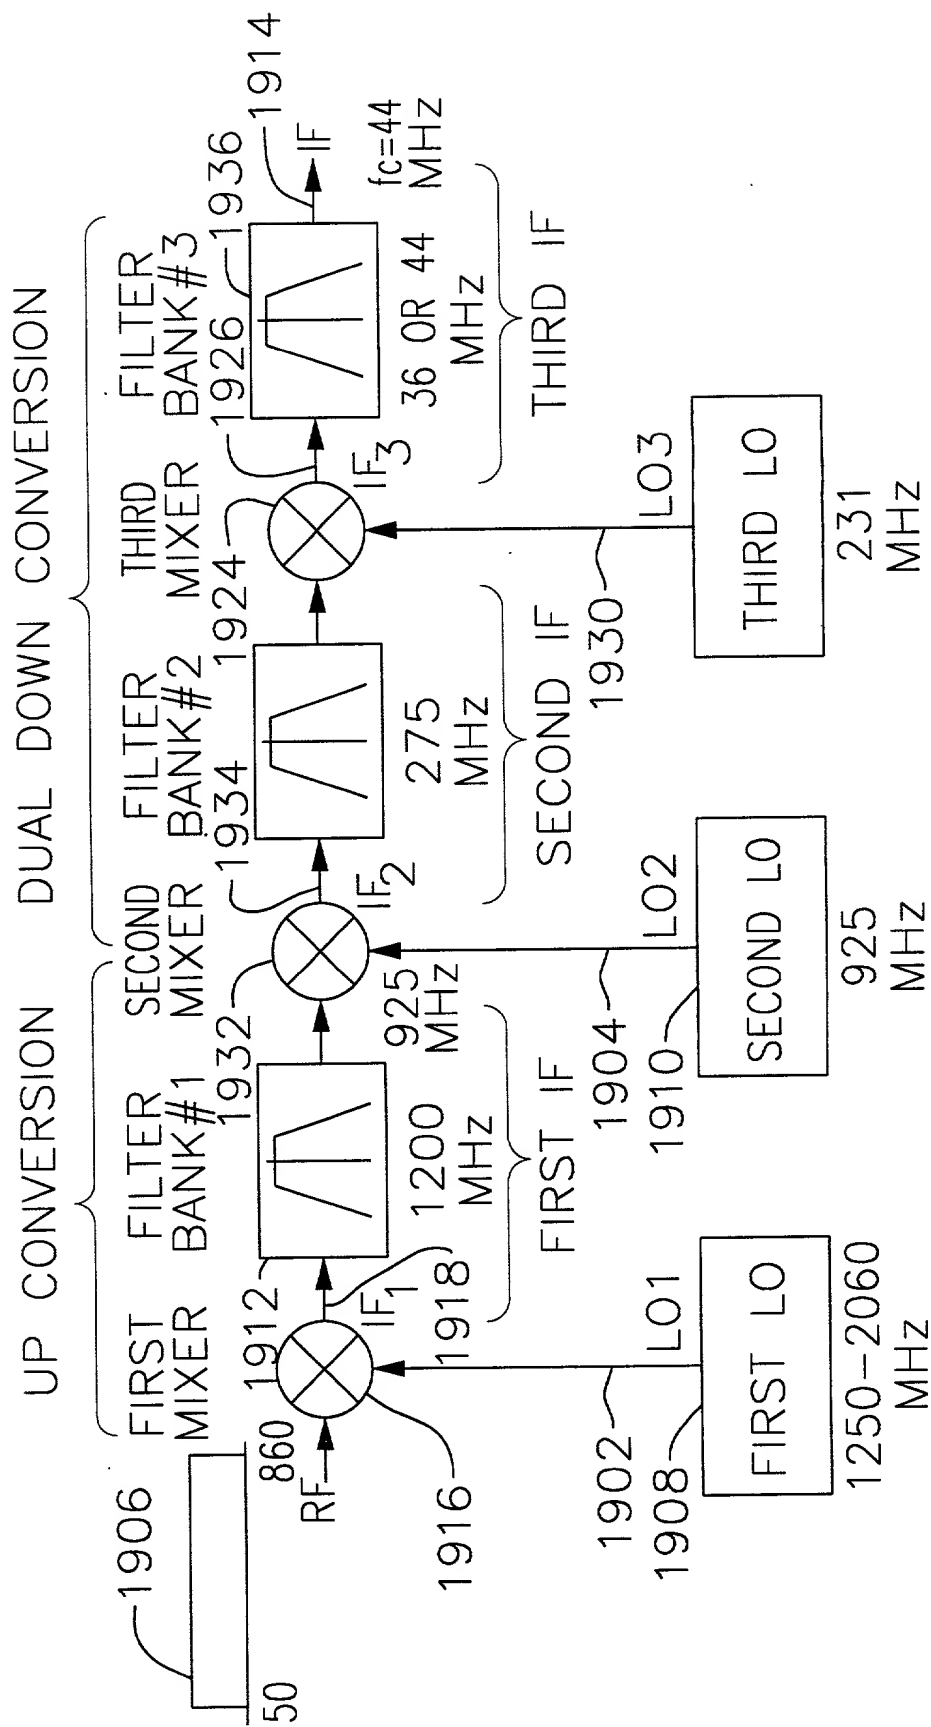 UP CONVERSION
DUAL DOWN CONVERSION
1906
FIRST
MIXER
FILTER
BANK#1
SECOND
MIXER
FILTER
BANK#2
THIRD
MIXER
FILTER
BANK#3
50
860
RF
1912
1932
1934
1924
1926
1936
1914
IF1
1918
1916
1200
MHz
925
MHz
IF2
275
MHz
IF3
36 OR 44
MHz
IF
fc=44
MHz
FIRST IF
SECOND IF
THIRD IF
1902
1908
LO1
1904
1910
LO2
1930
LO3
FIRST LO
SECOND LO
THIRD LO
1250-2060
MHz
925
MHz
231
MHz